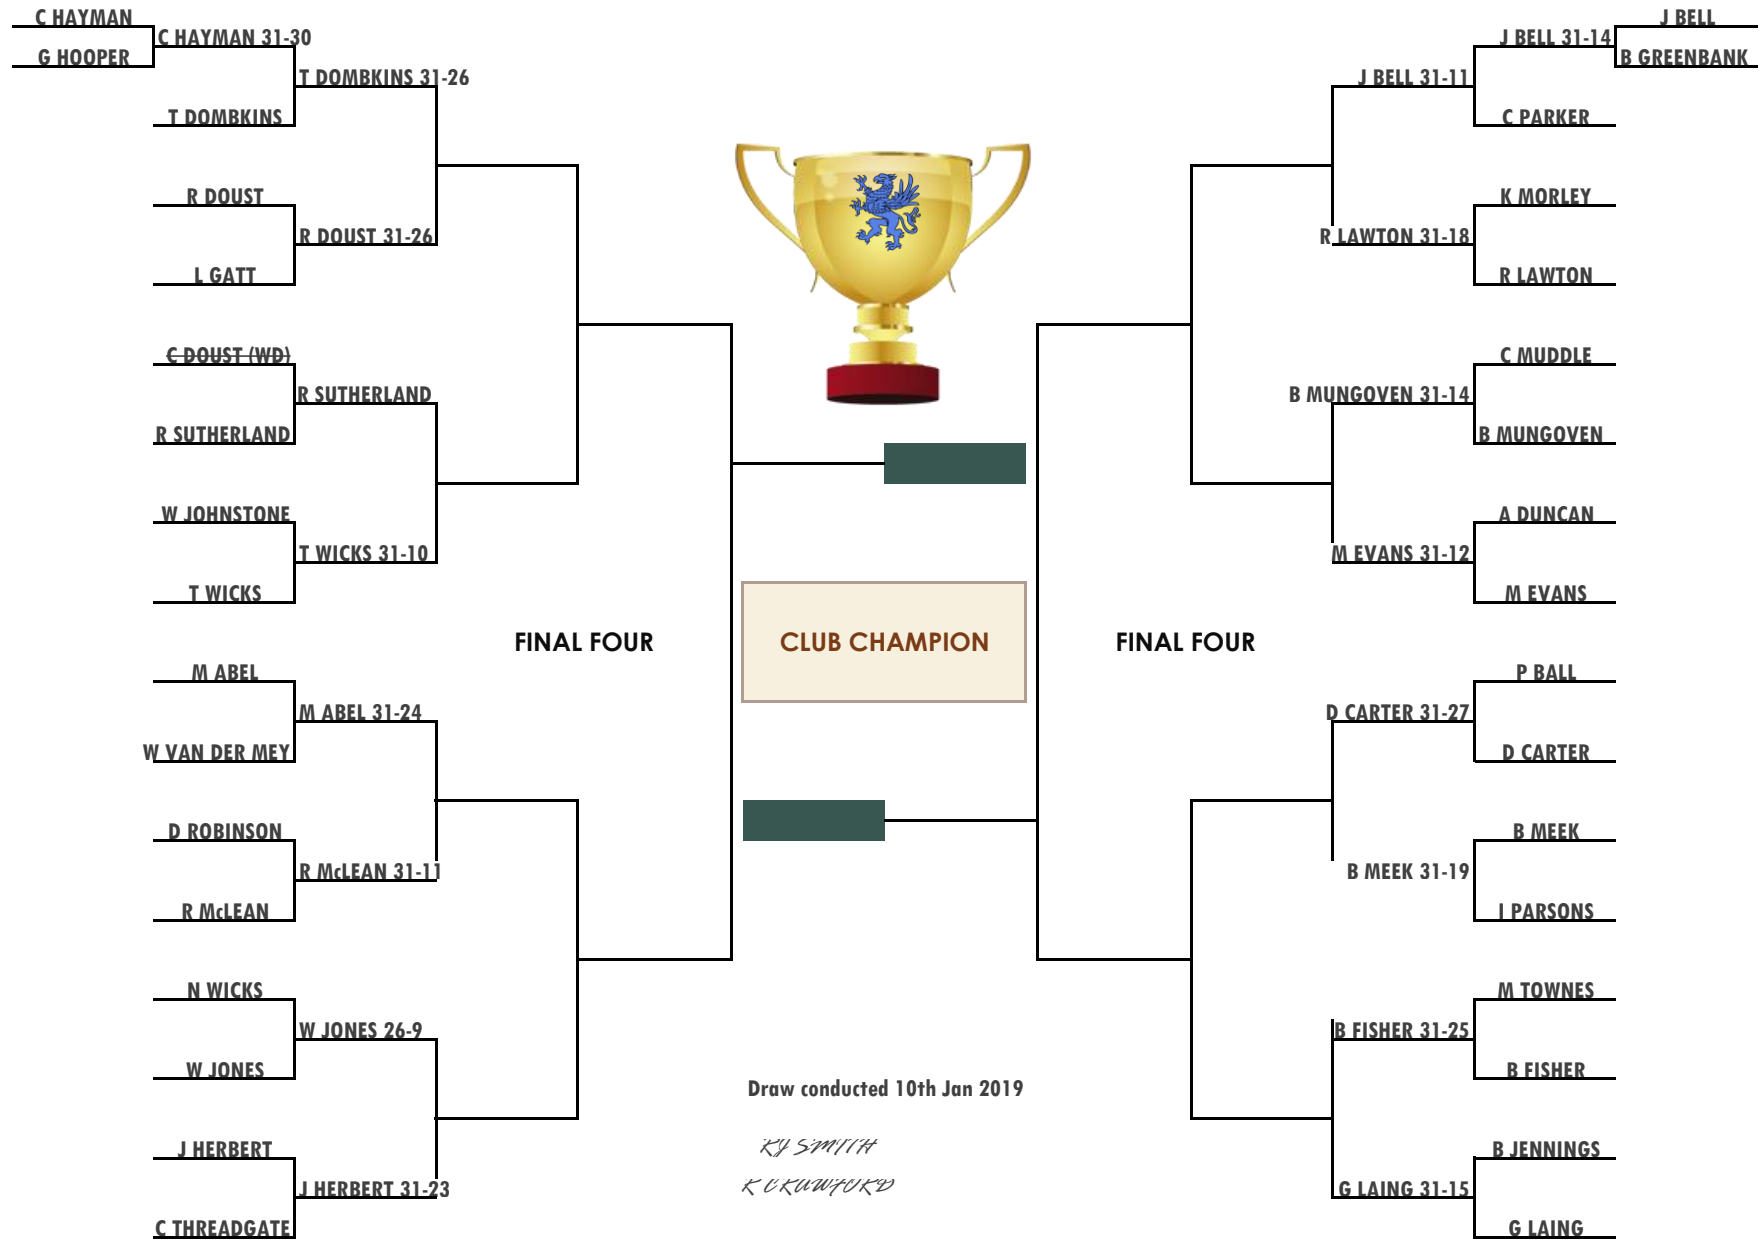 C HAYMAN
G HOOPER
C HAYMAN 31-30
T DOMBKINS
T DOMBKINS 31-26
R DOUST
L GATT
R DOUST 31-26
C DOUST (WD)
R SUTHERLAND
R SUTHERLAND
W JOHNSTONE
T WICKS
T WICKS 31-10
M ABEL
W VAN DER MEY
M ABEL 31-24
D ROBINSON
R McLEAN
R McLEAN 31-11
N WICKS
W JONES
W JONES 26-9
J HERBERT
C THREADGATE
J HERBERT 31-23
FINAL FOUR
CLUB CHAMPION
FINAL FOUR
Draw conducted 10th Jan 2019
RJ SMITH
K CRAWFORD
J BELL
B GREENBANK
J BELL 31-14
C PARKER
J BELL 31-11
K MORLEY
R LAWTON
R LAWTON 31-18
C MUDDLE
B MUNGOVEN
B MUNGOVEN 31-14
A DUNCAN
M EVANS
M EVANS 31-12
P BALL
D CARTER
D CARTER 31-27
B MEEK
I PARSONS
B MEEK 31-19
M TOWNES
B FISHER
B FISHER 31-25
B JENNINGS
G LAING
G LAING 31-15